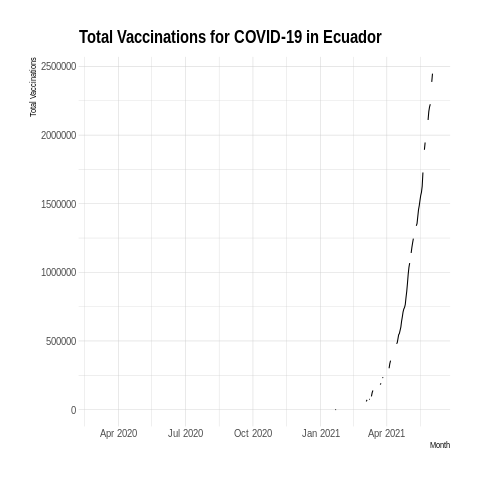 Total Vaccinations for COVID-19 in Ecuador
Total Vaccinations
2500000
2000000
1500000
1000000
500000
0
Apr 2020 Jul 2020 Oct 2020 Jan 2021 Apr 2021
Month